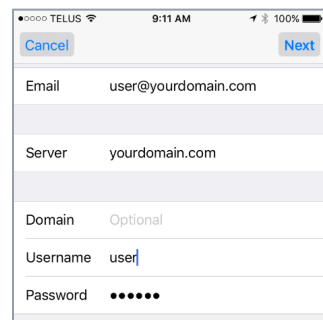 ●○○○○ TELUS 9:11 AM 100%
Cancel Next
Email user@yourdomain.com
Server yourdomain.com
Domain Optional
Username user
Password ●●●●●●